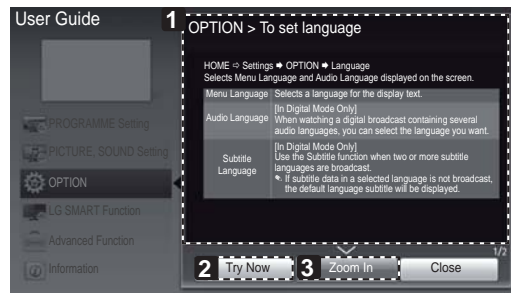 User Guide
1
OPTION > To set language
HOME ⇨ Settings ➡ OPTION ➡ Language
Selects Menu Language and Audio Language displayed on the screen.
Menu Language Selects a language for the display text.
Audio Language [In Digital Mode Only]
When watching a digital broadcast containing several
audio languages, you can select the language you want.
Subtitle Language [In Digital Mode Only]
Use the Subtitle function when two or more subtitle
languages are broadcast.
If subtitle data in a selected language is not broadcast,
the default language subtitle will be displayed.
PROGRAMME Setting
PICTURE, SOUND Setting
OPTION
LG SMART Function
Advanced Function
Information
1/2
2 Try Now
3 Zoom In
Close